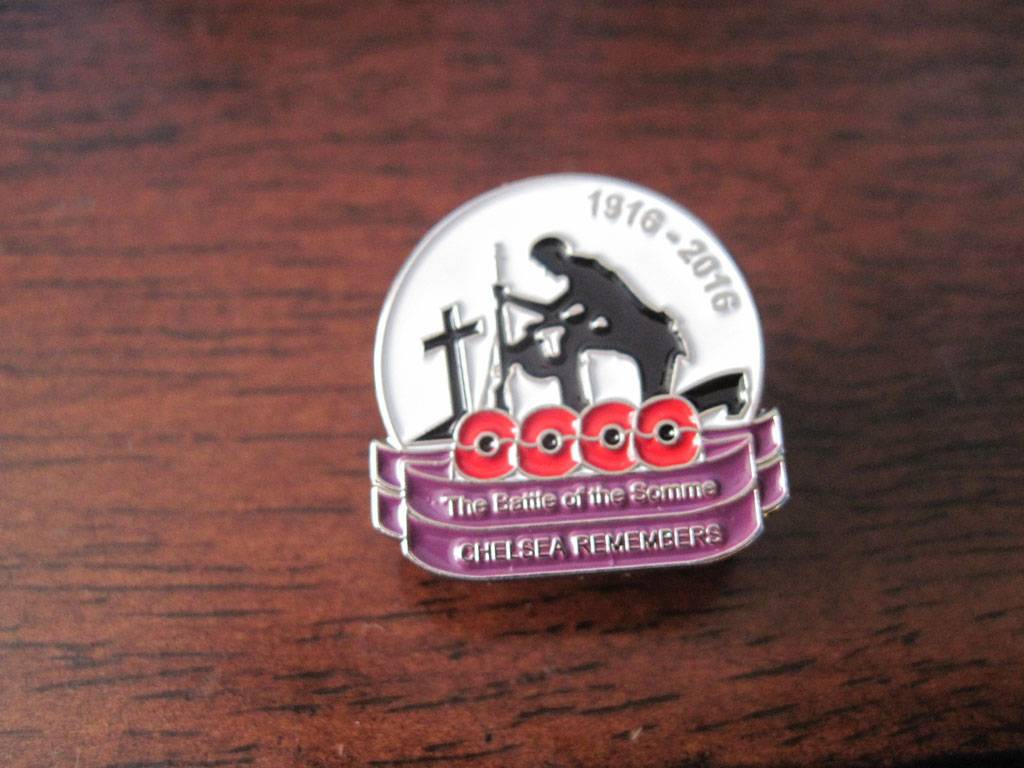 1916-2016
The Battle of the Somme
CHELSEA REMEMBERS